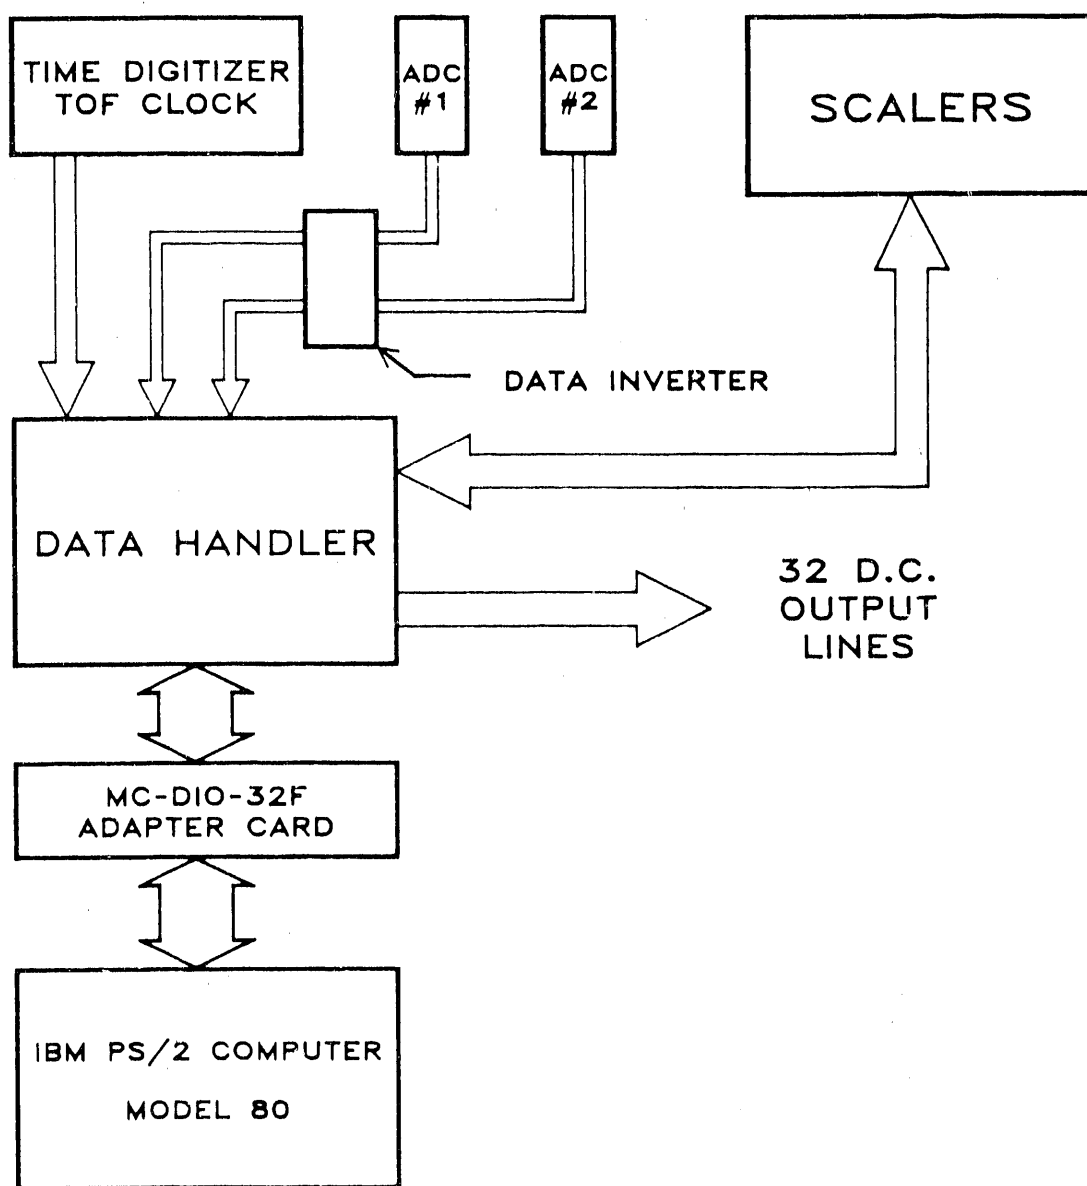 TIME DIGITIZER
TOF CLOCK
ADC
#1
ADC
#2
SCALERS
DATA INVERTER
DATA HANDLER
32 D.C.
OUTPUT
LINES
MC-DIO-32F
ADAPTER CARD
IBM PS/2 COMPUTER
MODEL 80